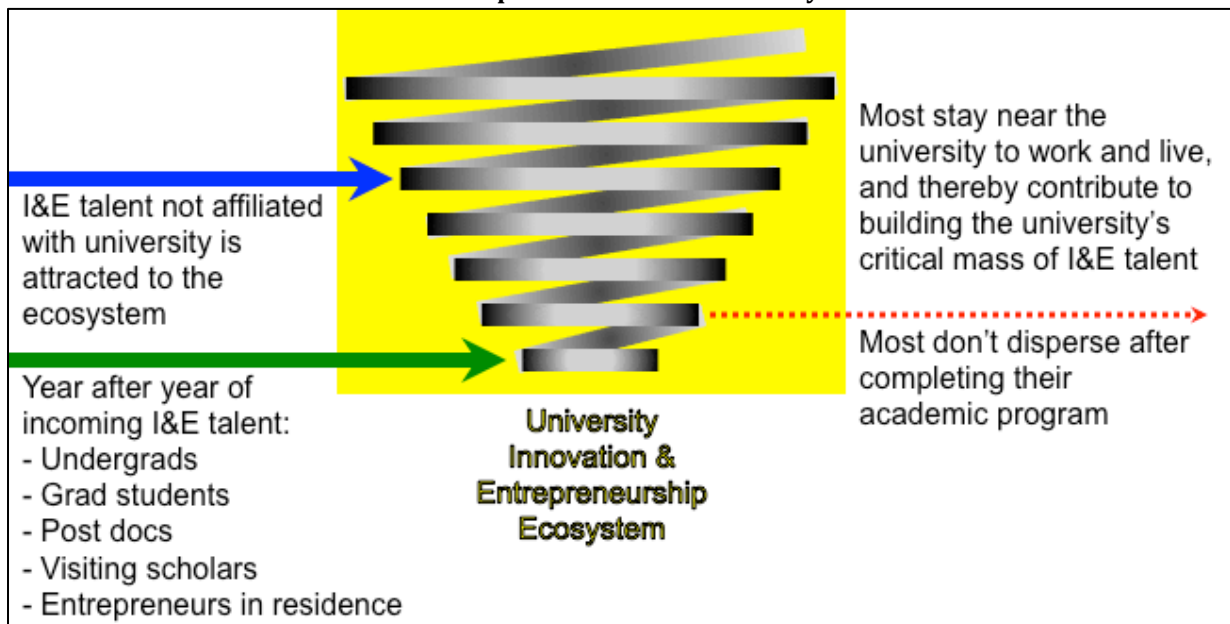 I&E talent not affiliated
with university is
attracted to the
ecosystem
Year after year of
incoming I&E talent:
- Undergrads
- Grad students
- Post docs
- Visiting scholars
- Entrepreneurs in residence
University
Innovation &
Entrepreneurship
Ecosystem
Most stay near the
university to work and live,
and thereby contribute to
building the university's
critical mass of I&E talent
Most don't disperse after
completing their
academic program